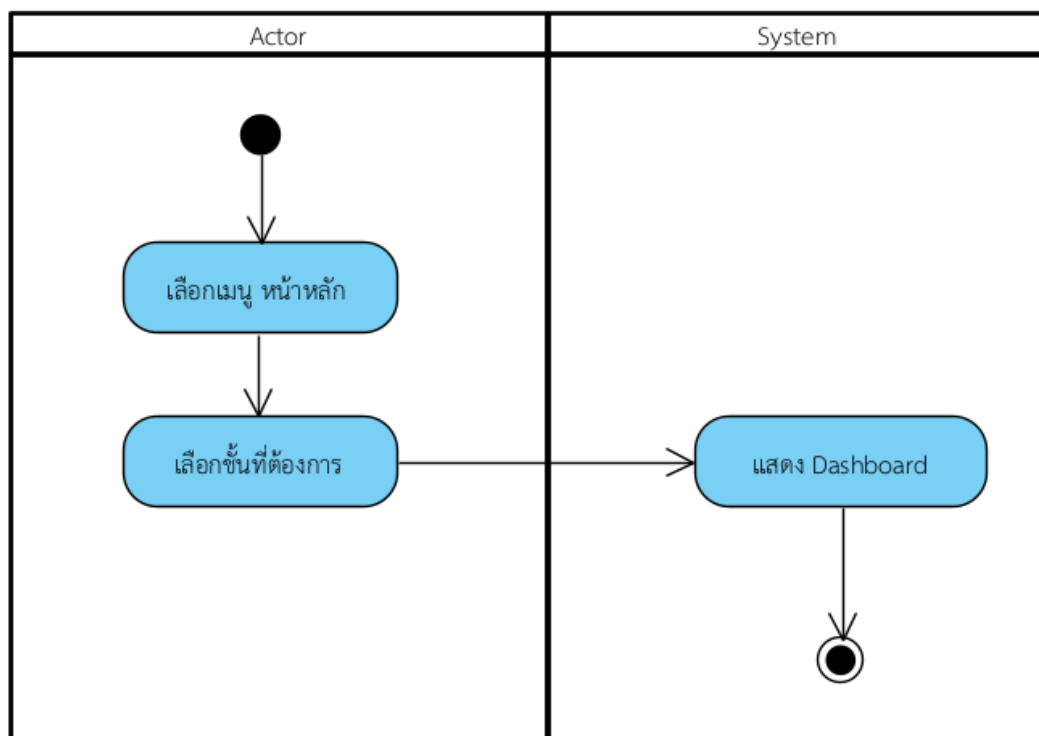 Actor
System
เลือกเมนู หน้าหลัก
เลือกชั้นที่ต้องการ
แสดง Dashboard